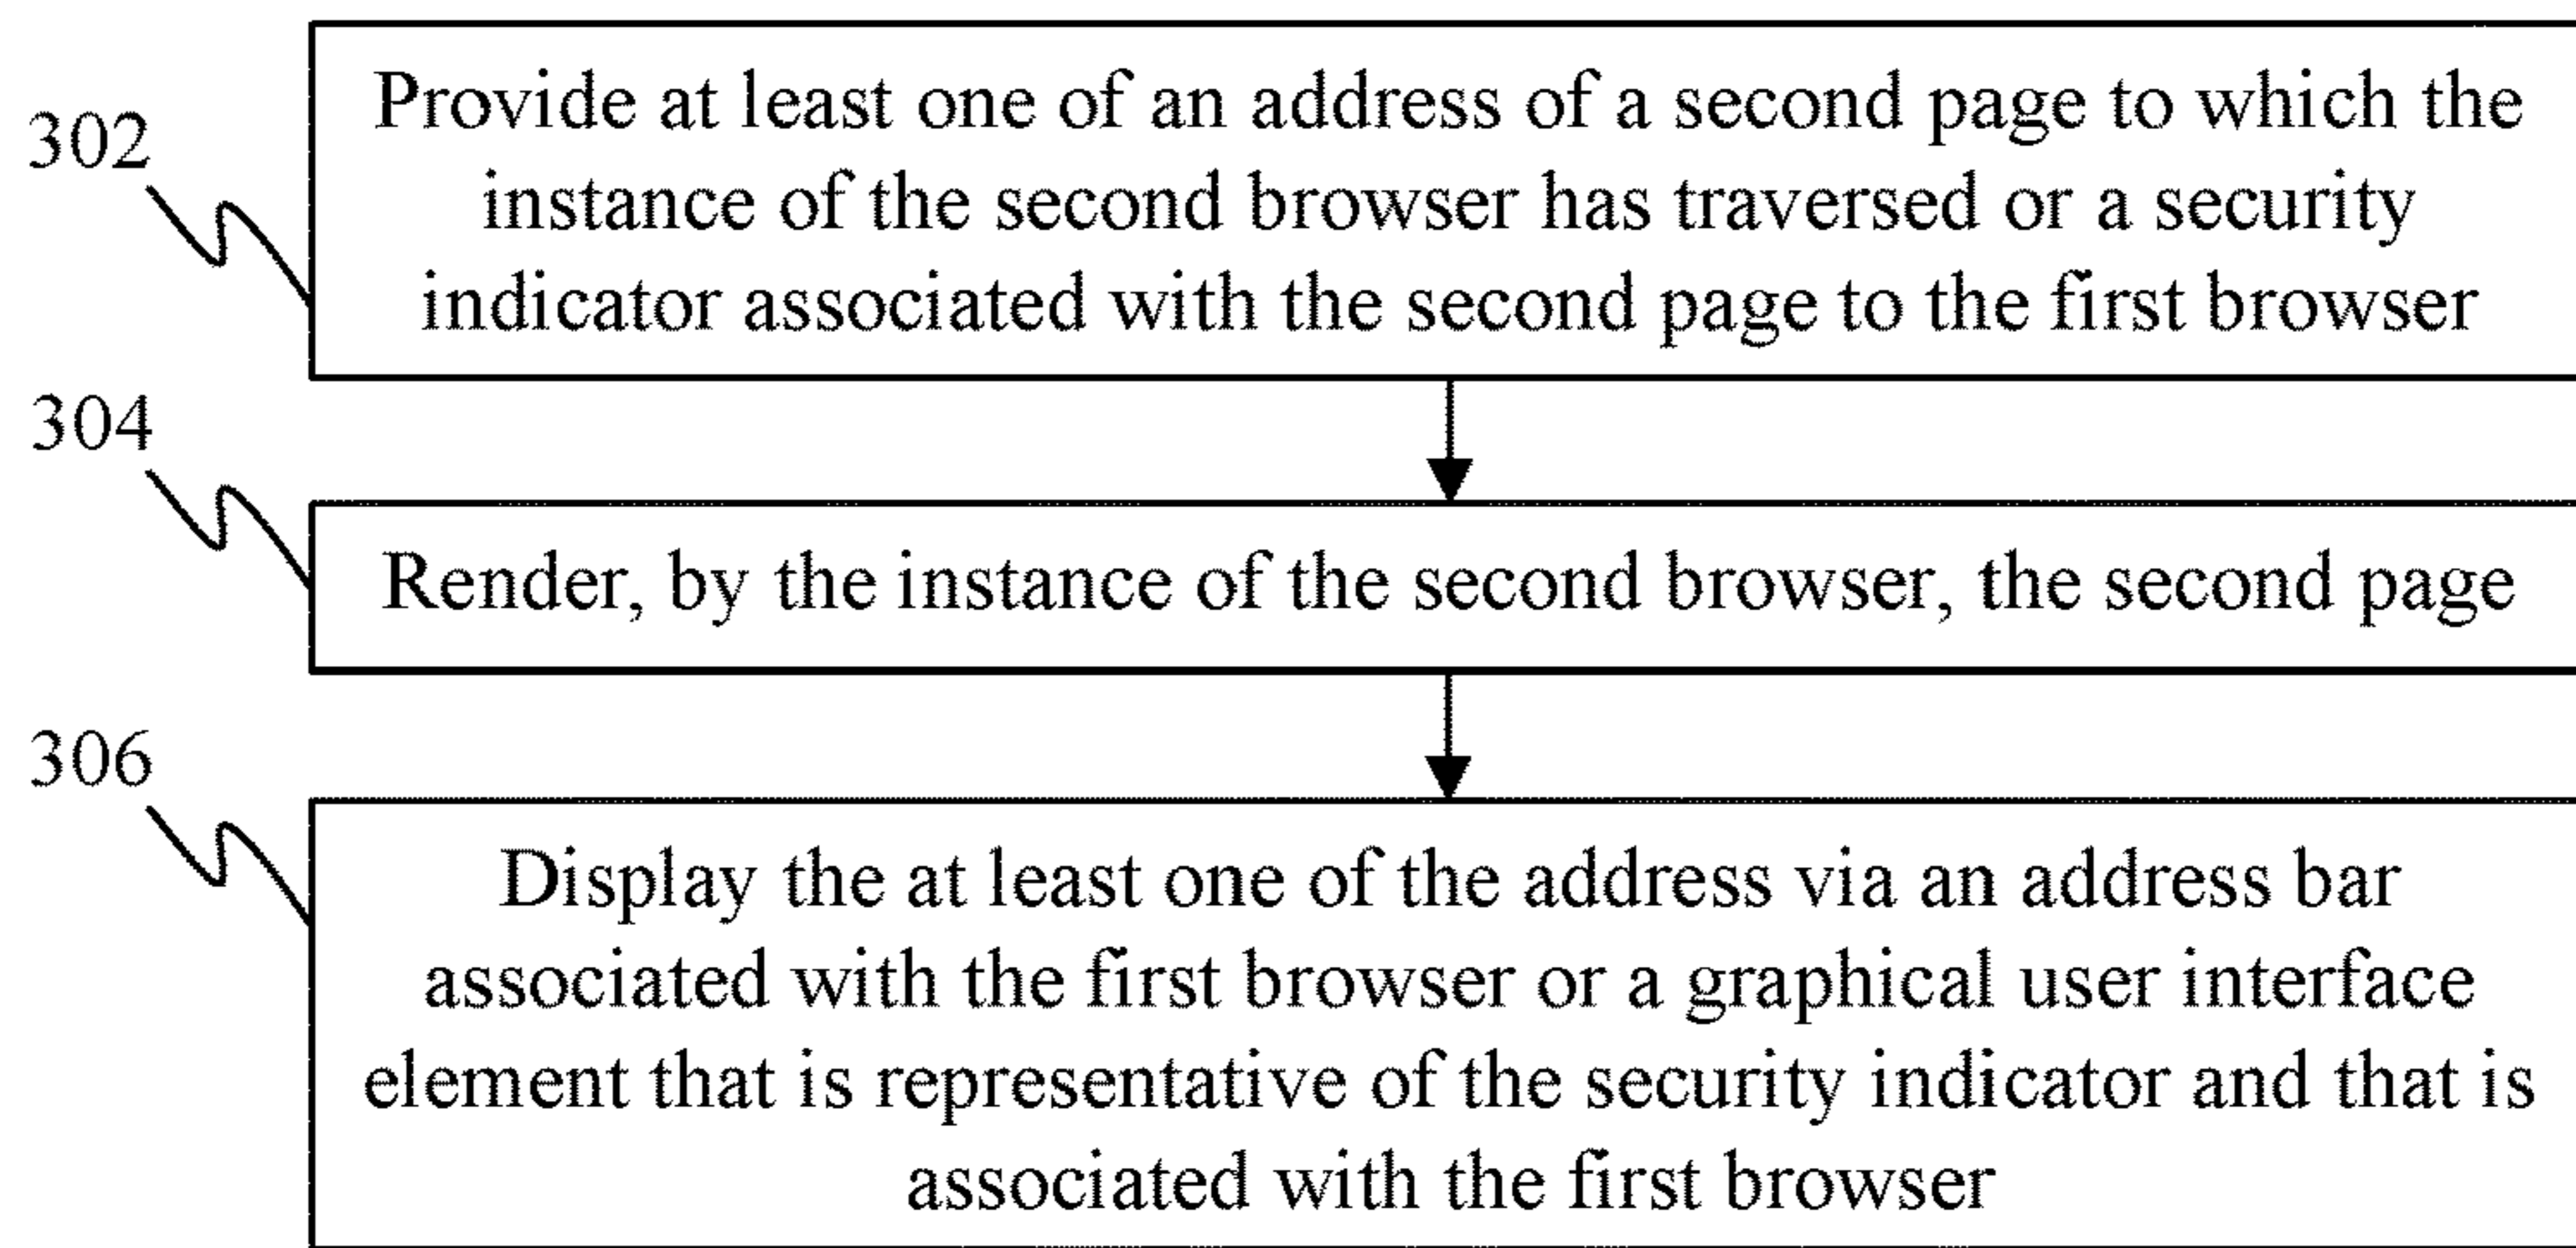 302
Provide at least one of an address of a second page to which the
instance of the second browser has traversed or a security
indicator associated with the second page to the first browser
304
Render, by the instance of the second browser, the second page
306
Display the at least one of the address via an address bar
associated with the first browser or a graphical user interface
element that is representative of the security indicator and that is
associated with the first browser